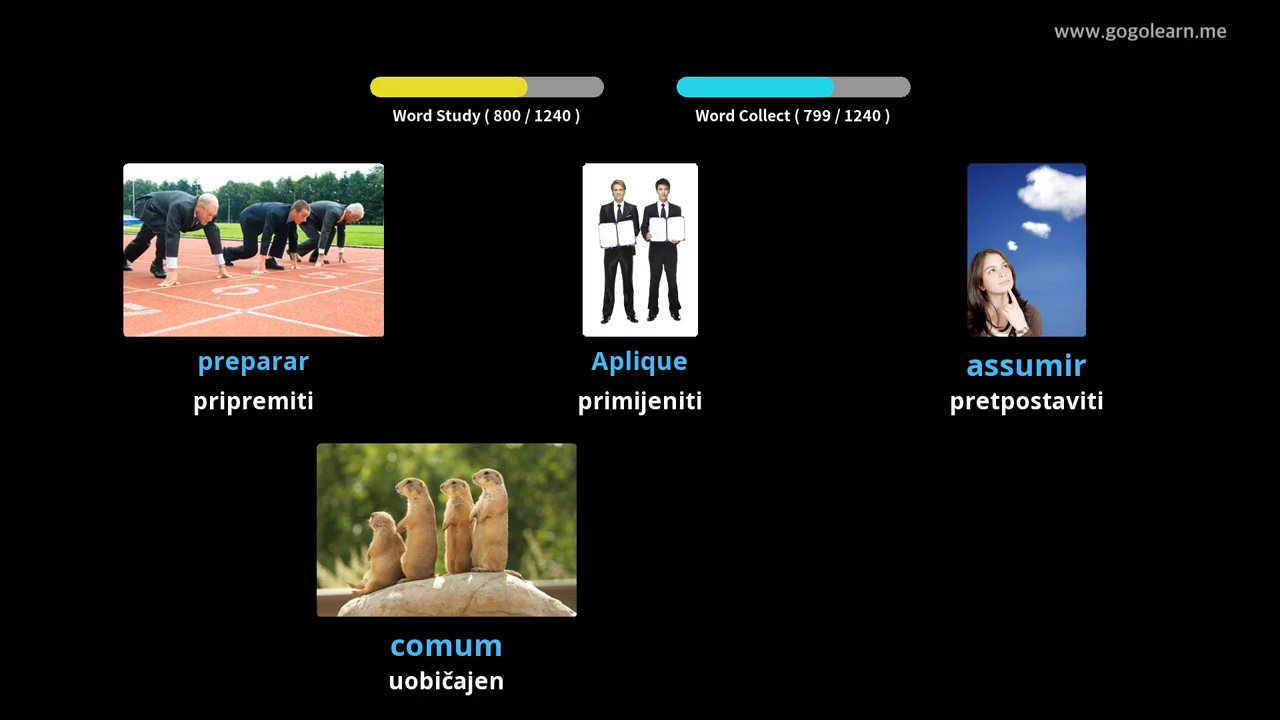 www.gogolearn.me
Word Study ( 800 / 1240 )
Word Collect ( 799 / 1240 )
preparar
pripremiti
Aplique
primijeniti
assumir
pretpostaviti
comum
uobičajen